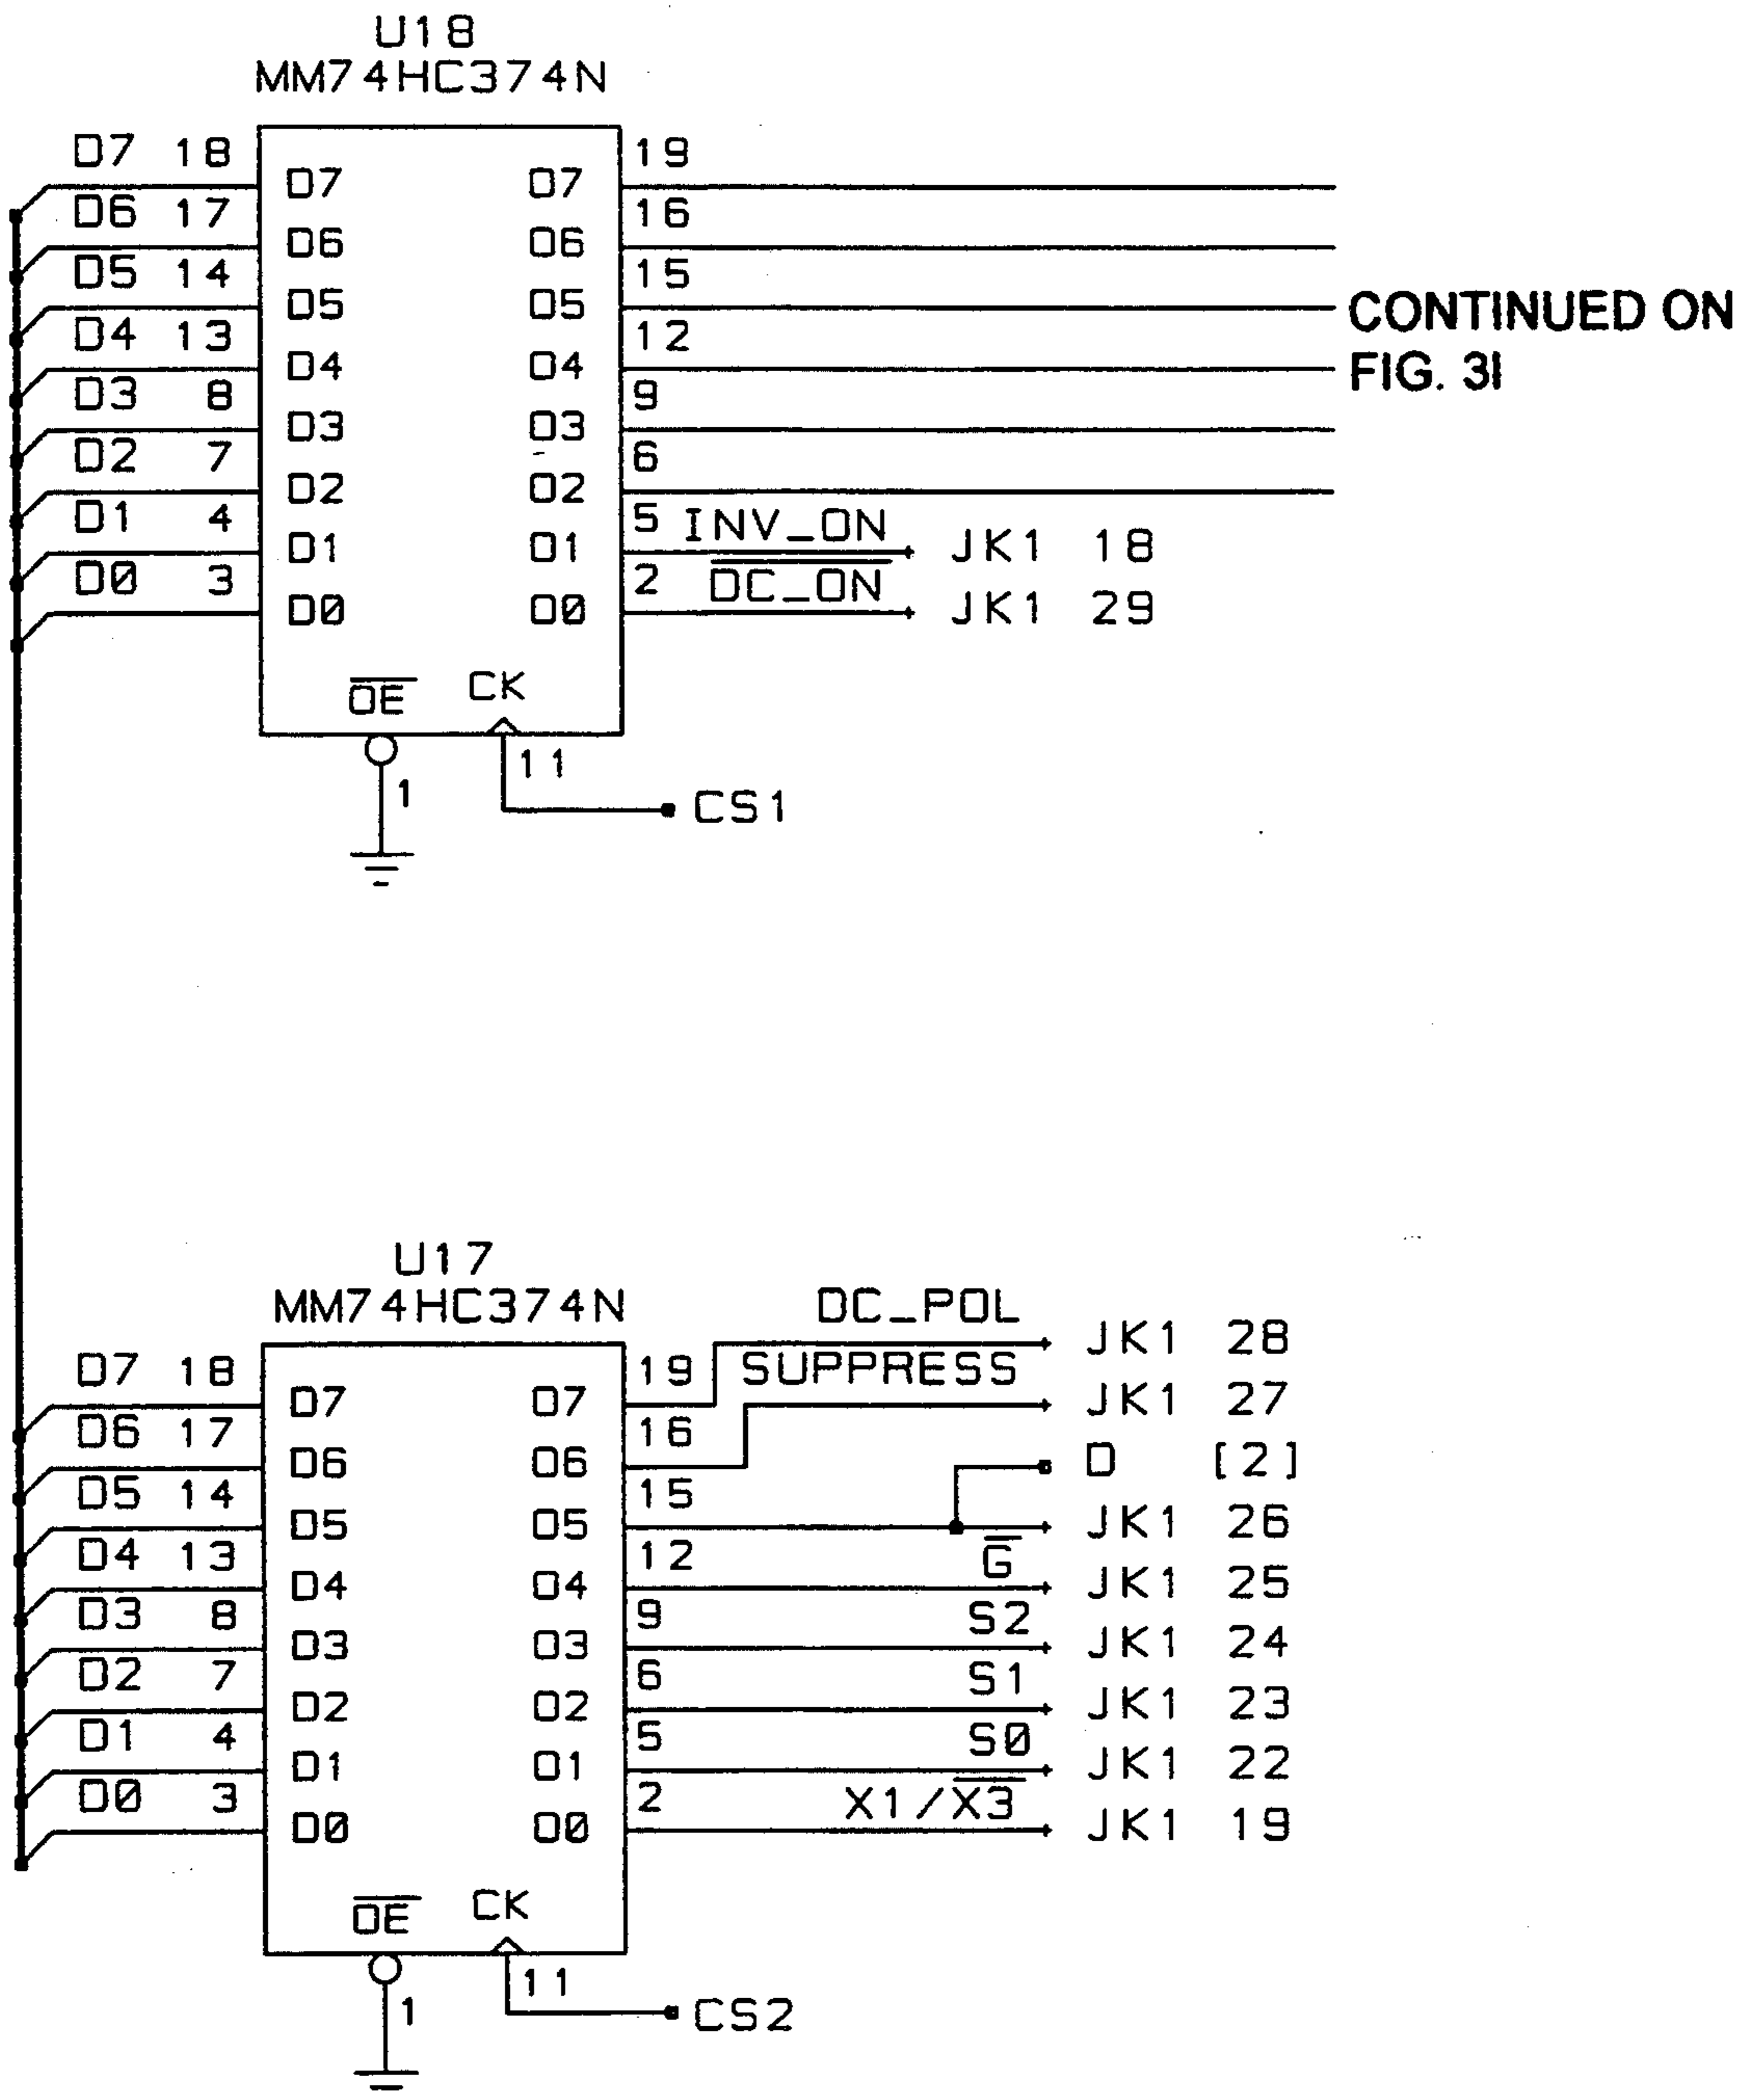 U18
MM74HC374N
D7 18 D7 O7 19
D6 17 D6 O6 16
D5 14 D5 O5 15
CONTINUED ON
FIG. 3I
D4 13 D4 O4 12
D3 8 D3 O3 9
D2 7 D2 O2 6
D1 4 D1 O1 5 INV_ON JK1 18
D0 3 D0 O0 2 DC_ON JK1 29
OE CK
1 11
CS1
U17
MM74HC374N
D7 18 D7 O7 19 DC_POL JK1 28
D6 17 D6 O6 16 SUPPRESS JK1 27
D [2]
D5 14 D5 O5 15 JK1 26
D4 13 D4 O4 12 G JK1 25
D3 8 D3 O3 9 S2 JK1 24
D2 7 D2 O2 6 S1 JK1 23
D1 4 D1 O1 5 S0 JK1 22
D0 3 D0 O0 2 X1/X3 JK1 19
OE CK
1 11
CS2